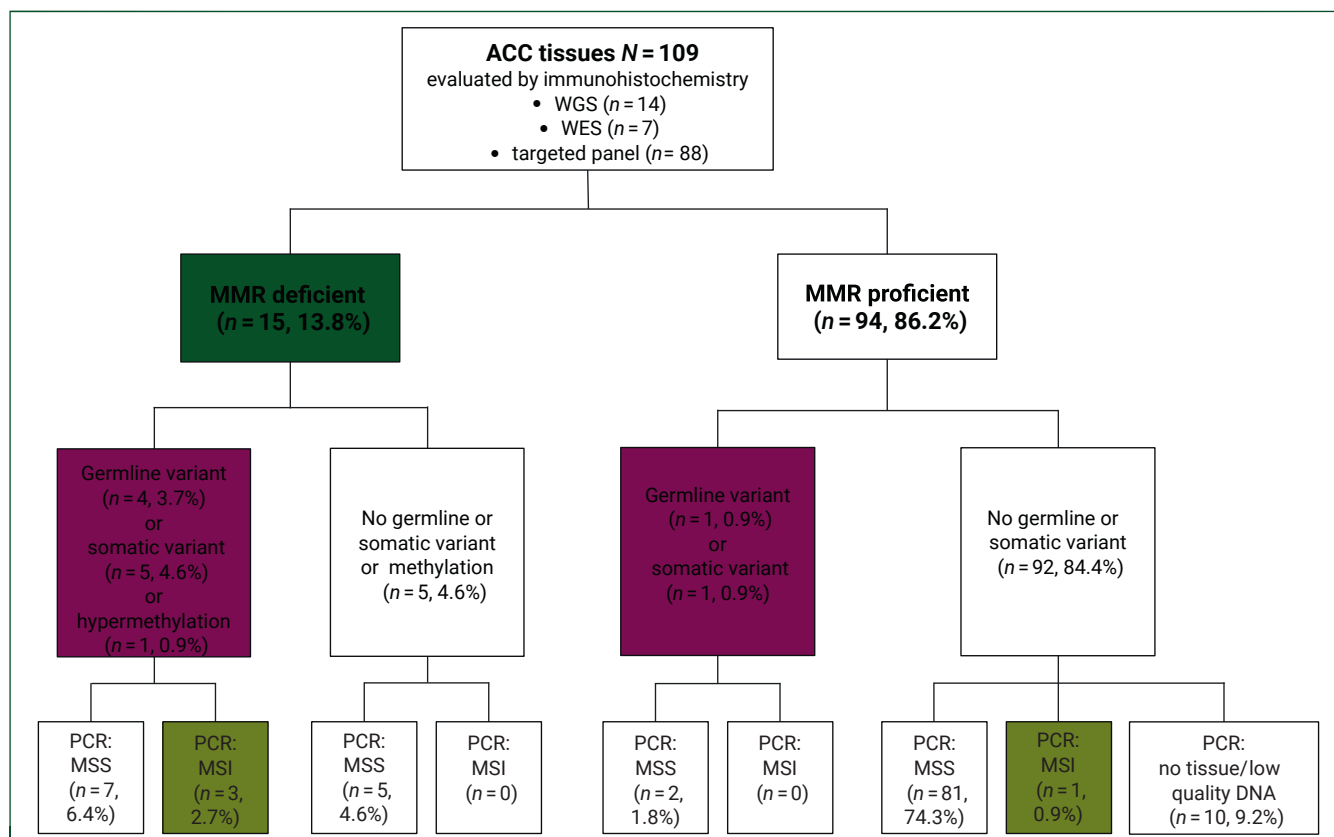 ACC tissues N = 109
evaluated by immunohistochemistry
• WGS (n = 14)
• WES (n = 7)
• targeted panel (n = 88)
MMR deficient
(n = 15, 13.8%)
MMR proficient
(n = 94, 86.2%)
Germline variant
(n = 4, 3.7%)
or
somatic variant
(n = 5, 4.6%)
or
hypermethylation
(n = 1, 0.9%)
No germline or
somatic variant
or methylation
(n = 5, 4.6%)
Germline variant
(n = 1, 0.9%)
or
somatic variant
(n = 1, 0.9%)
No germline or
somatic variant
(n = 92, 84.4%)
PCR:
MSS
(n = 7,
6.4%)
PCR:
MSI
(n = 3,
2.7%)
PCR:
MSS
(n = 5,
4.6%)
PCR:
MSI
(n = 0)
PCR:
MSS
(n = 2,
1.8%)
PCR:
MSI
(n = 0)
PCR:
MSS
(n = 81,
74.3%)
PCR:
MSI
(n = 1,
0.9%)
PCR:
no tissue/low
quality DNA
(n = 10, 9.2%)